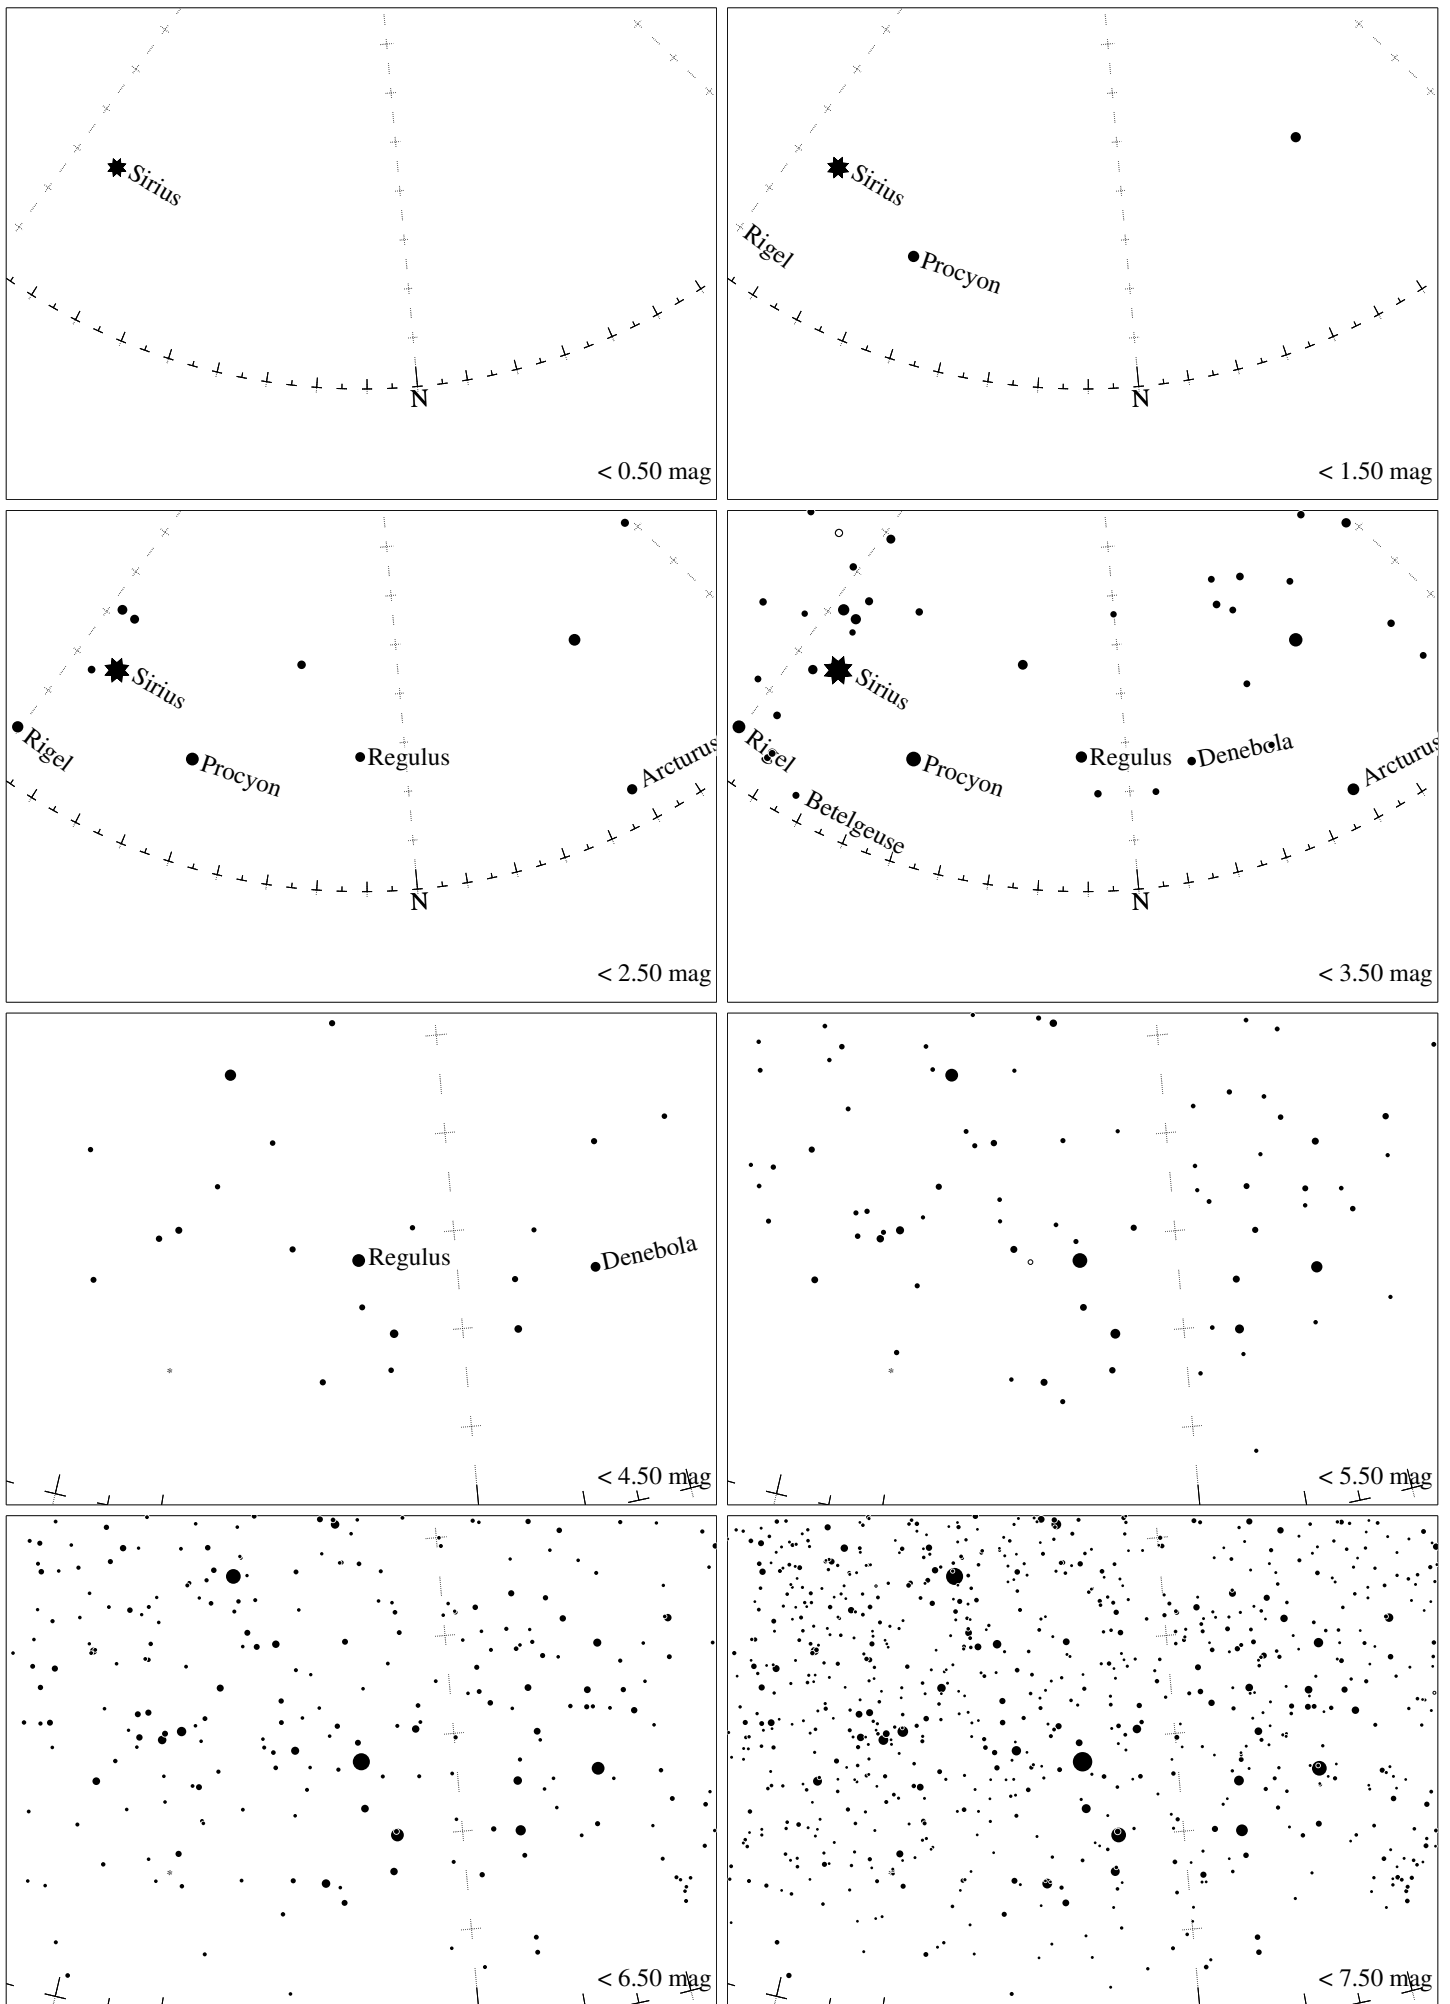 Sirius
N
< 0.50 mag
Sirius
Rigel
Procyon
N
< 1.50 mag
Sirius
Rigel
Procyon
Regulus
Arcturus
N
< 2.50 mag
Sirius
Rigel
Procyon
Regulus
Denebola
Arcturus
Betelgeuse
N
< 3.50 mag
Regulus
Denebola
< 4.50 mag
< 5.50 mag
< 6.50 mag
< 7.50 mag